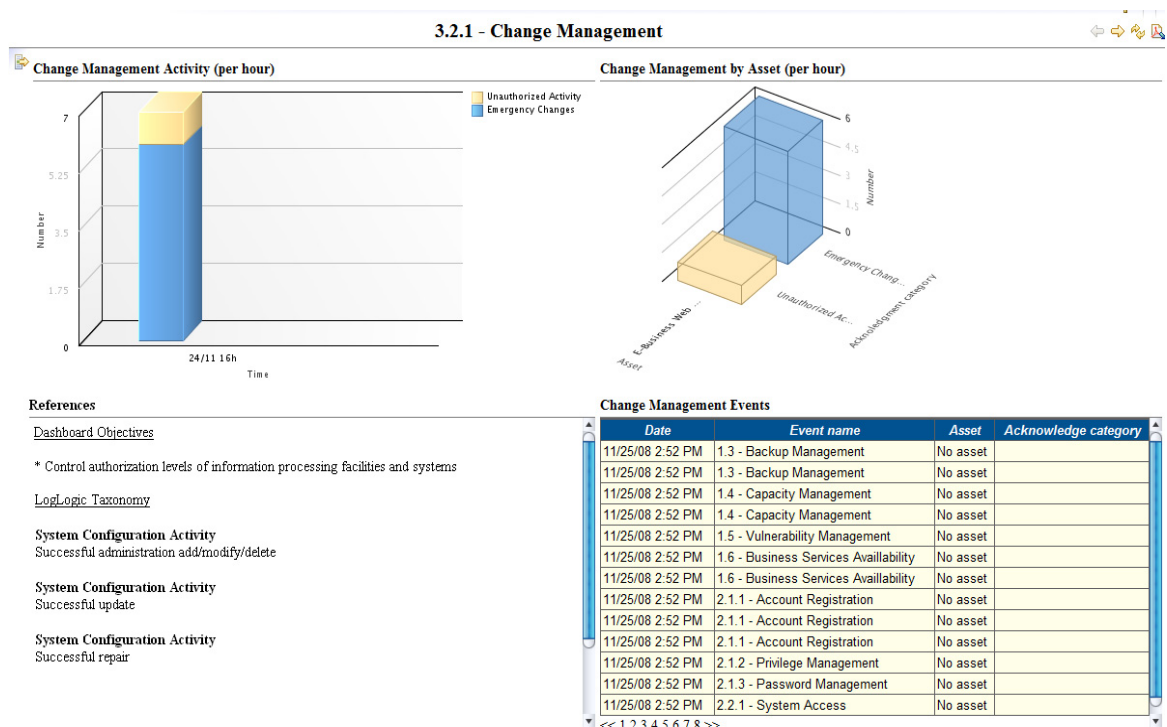 3.2.1 - Change Management
Change Management Activity (per hour)
Unauthorized Activity
Emergency Changes
7
5.25
3.5
1.75
0
Number
24/11 16h
Time
Change Management by Asset (per hour)
6
4.5
3
1.5
0
Number
Emergency Chang...
Unauthorized Ac...
Acknoledgment category
E-Business Web ...
Asset
References
Dashboard Objectives
* Control authorization levels of information processing facilities and systems
LogLogic Taxonomy
System Configuration Activity
Successful administration add/modify/delete
System Configuration Activity
Successful update
System Configuration Activity
Successful repair
Change Management Events
Date Event name Asset Acknowledge category
11/25/08 2:52 PM 1.3 - Backup Management No asset
11/25/08 2:52 PM 1.3 - Backup Management No asset
11/25/08 2:52 PM 1.4 - Capacity Management No asset
11/25/08 2:52 PM 1.4 - Capacity Management No asset
11/25/08 2:52 PM 1.5 - Vulnerability Management No asset
11/25/08 2:52 PM 1.6 - Business Services Availlability No asset
11/25/08 2:52 PM 1.6 - Business Services Availlability No asset
11/25/08 2:52 PM 2.1.1 - Account Registration No asset
11/25/08 2:52 PM 2.1.1 - Account Registration No asset
11/25/08 2:52 PM 2.1.1 - Account Registration No asset
11/25/08 2:52 PM 2.1.2 - Privilege Management No asset
11/25/08 2:52 PM 2.1.3 - Password Management No asset
11/25/08 2:52 PM 2.2.1 - System Access No asset
<< 1 2 3 4 5 6 7 8 >>